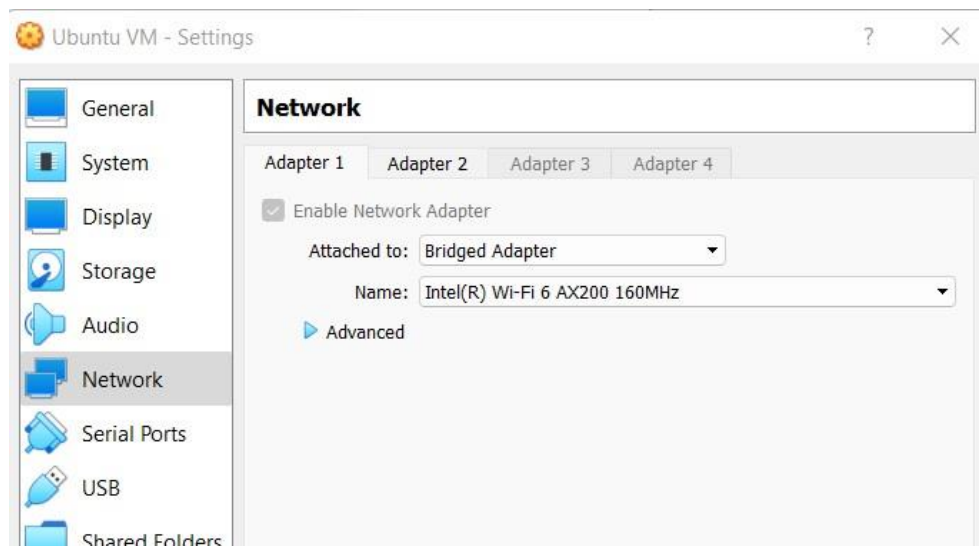 Ubuntu VM - Settings
?
General
Network
System
Adapter 1 Adapter 2 Adapter 3 Adapter 4
Display
Enable Network Adapter
Attached to: Bridged Adapter
Storage
Name: Intel(R) Wi-Fi 6 AX200 160MHz
Audio
Advanced
Network
Serial Ports
USB
Shared Folders